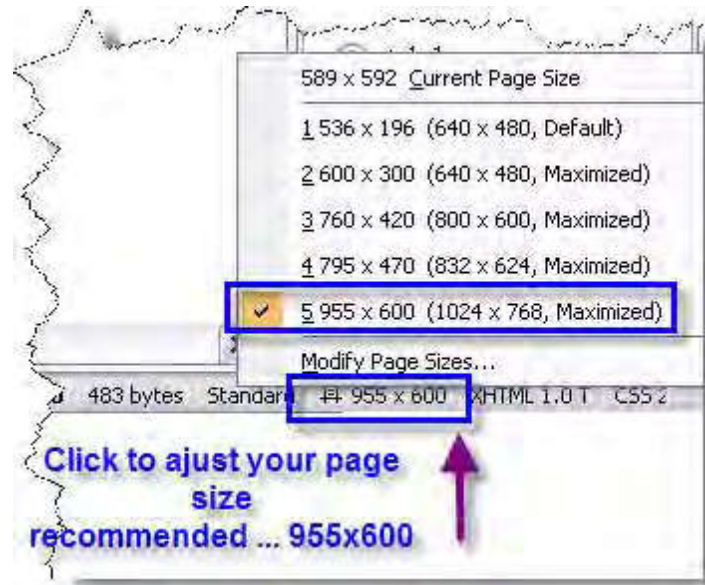 589 x 592 Current Page Size
1 536 x 196 (640 x 480, Default)
2 600 x 300 (640 x 480, Maximized)
3 760 x 420 (800 x 600, Maximized)
4 795 x 470 (832 x 624, Maximized)
5 955 x 600 (1024 x 768, Maximized)
Modify Page Sizes...
483 bytes Standard 955 x 600 XHTML 1.0 T CSS 2
Click to ajust your page
size
recommended ... 955x600